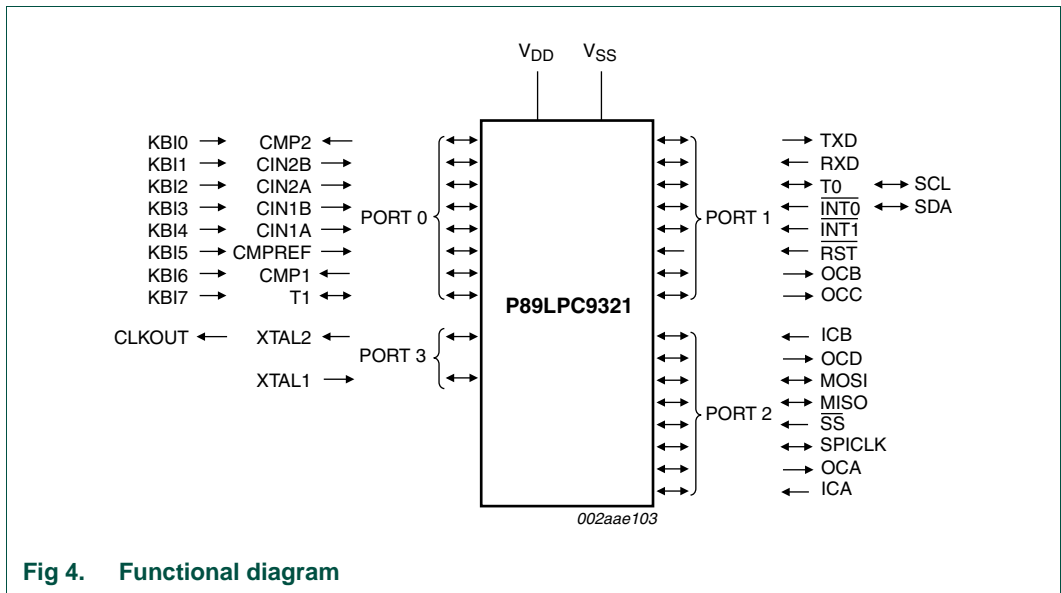 VDD VSS
KBI0 CMP2 TXD
KBI1 CIN2B RXD
KBI2 CIN2A T0 SCL
KBI3 CIN1B PORT 0 PORT 1 INT0 SDA
KBI4 CIN1A INT1
KBI5 CMPREF RST
KBI6 CMP1 OCB
KBI7 T1 OCC
P89LPC9321
CLKOUT XTAL2 ICB
PORT 3 OCD
XTAL1 MOSI
PORT 2 MISO
SS
SPICLK
OCA
ICA
002aae103
Fig 4. Functional diagram